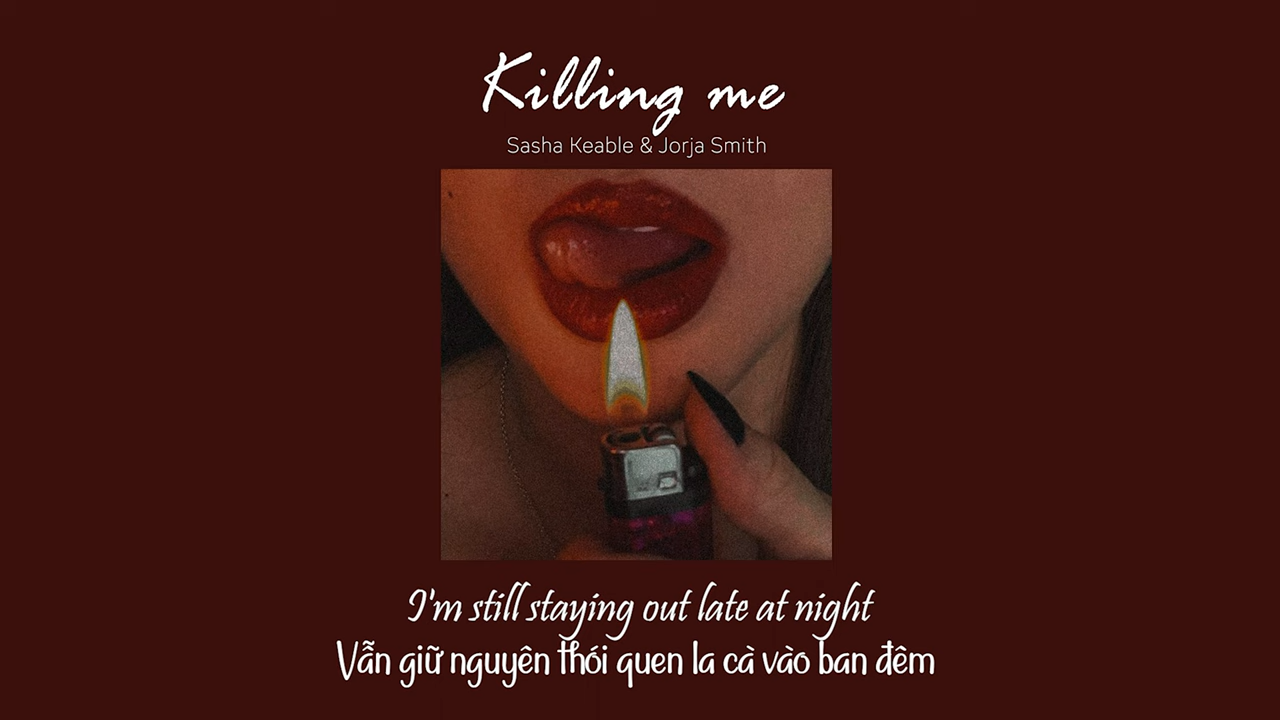 Killing me
Sasha Keable & Jorja Smith
I'm still staying out late at night
Vẫn giữ nguyên thói quen la cà vào ban đêm